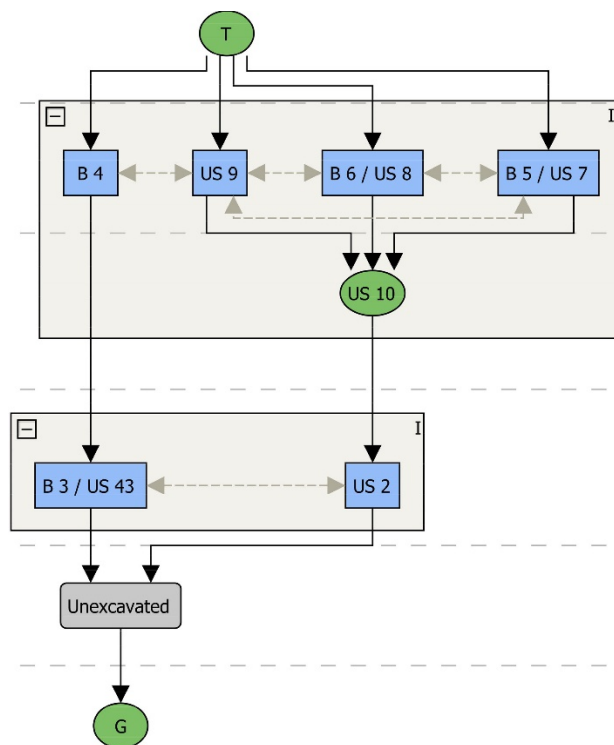 T
I
B 4
US 9
B 6 / US 8
B 5 / US 7
US 10
I
B 3 / US 43
US 2
Unexcavated
G